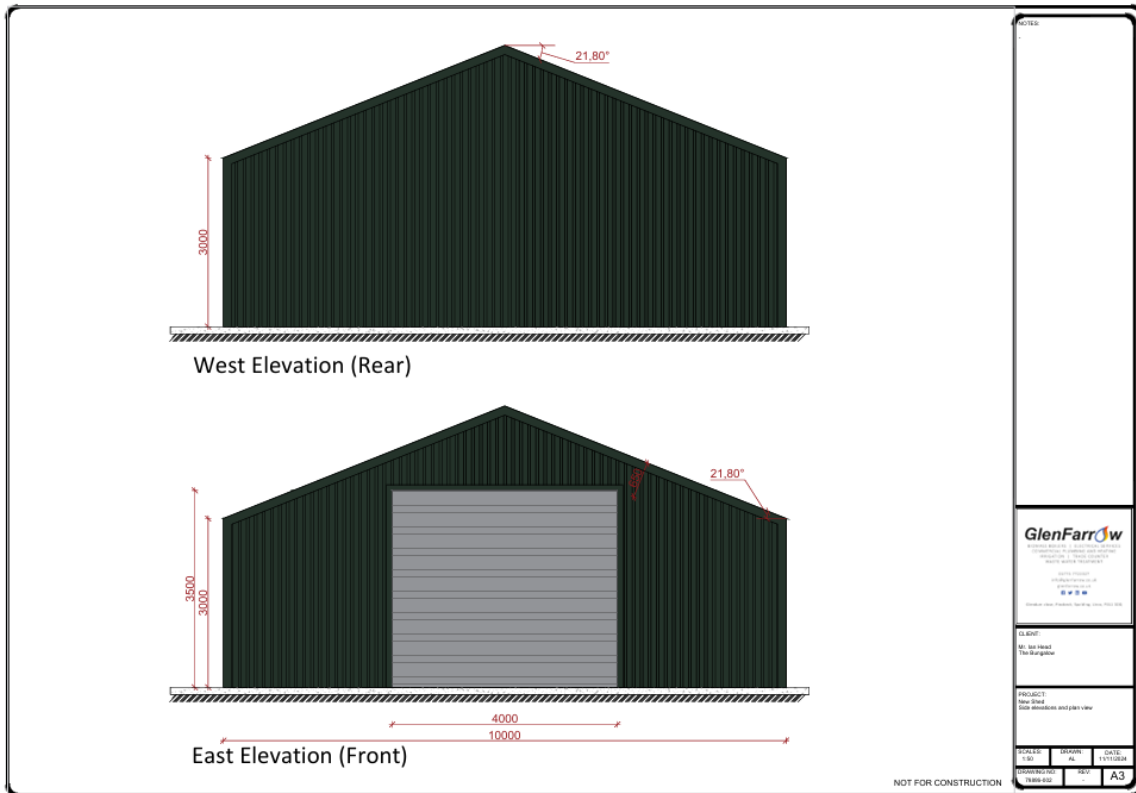 21,80°
3000
West Elevation (Rear)
21,80°
3500
3000
4000
10000
East Elevation (Front)
NOT FOR CONSTRUCTION
NOTES:
GlenFarrow
CLIENT:
Mr. Ian Head
The Bungalow
PROJECT:
New Shed
Side elevations and plan view
SCALES: DRAWN: DATE:
1:50 AL 11/11/2024
DRAWING NO: REV:
A3